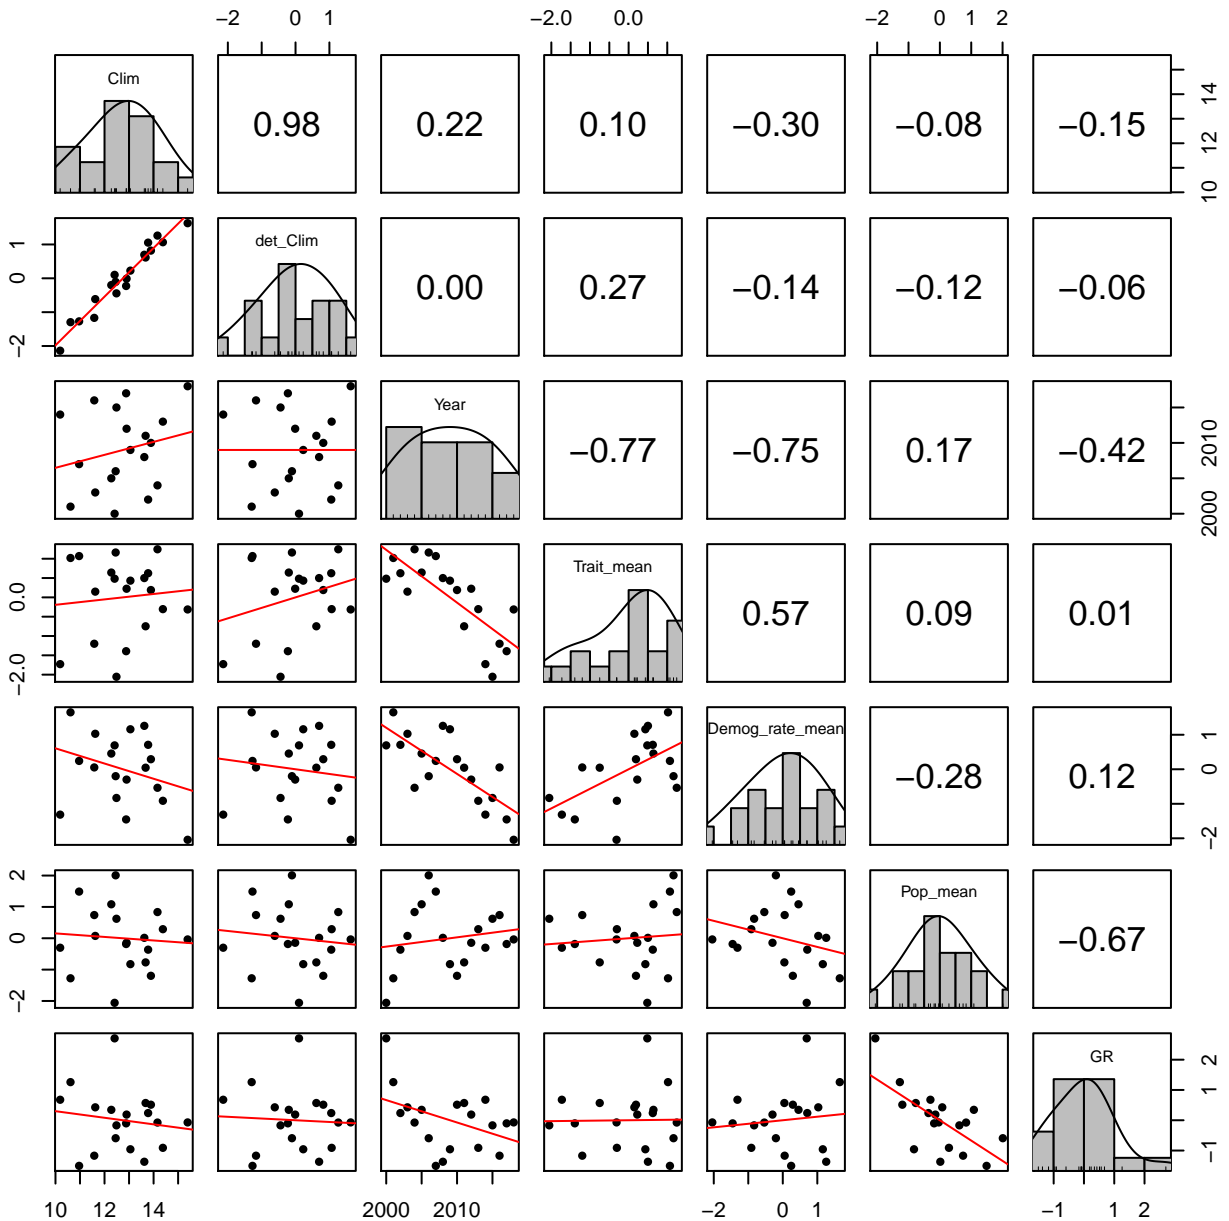 −2 0 1 −2.0 0.0 −2 0 1 2
Clim 0.98 0.22 0.10 −0.30 −0.08 −0.15 10 12 14
−2 0 1 det_Clim 0.00 0.27 −0.14 −0.12 −0.06
Year −0.77 −0.75 0.17 −0.42 2000 2010
−2.0 0.0 Trait_mean 0.57 0.09 0.01
Demog_rate_mean −0.28 0.12 −2 0 1
−2 0 1 2 Pop_mean −0.67
GR −1 1 2
10 12 14 2000 2010 −2 0 1 −1 1 2